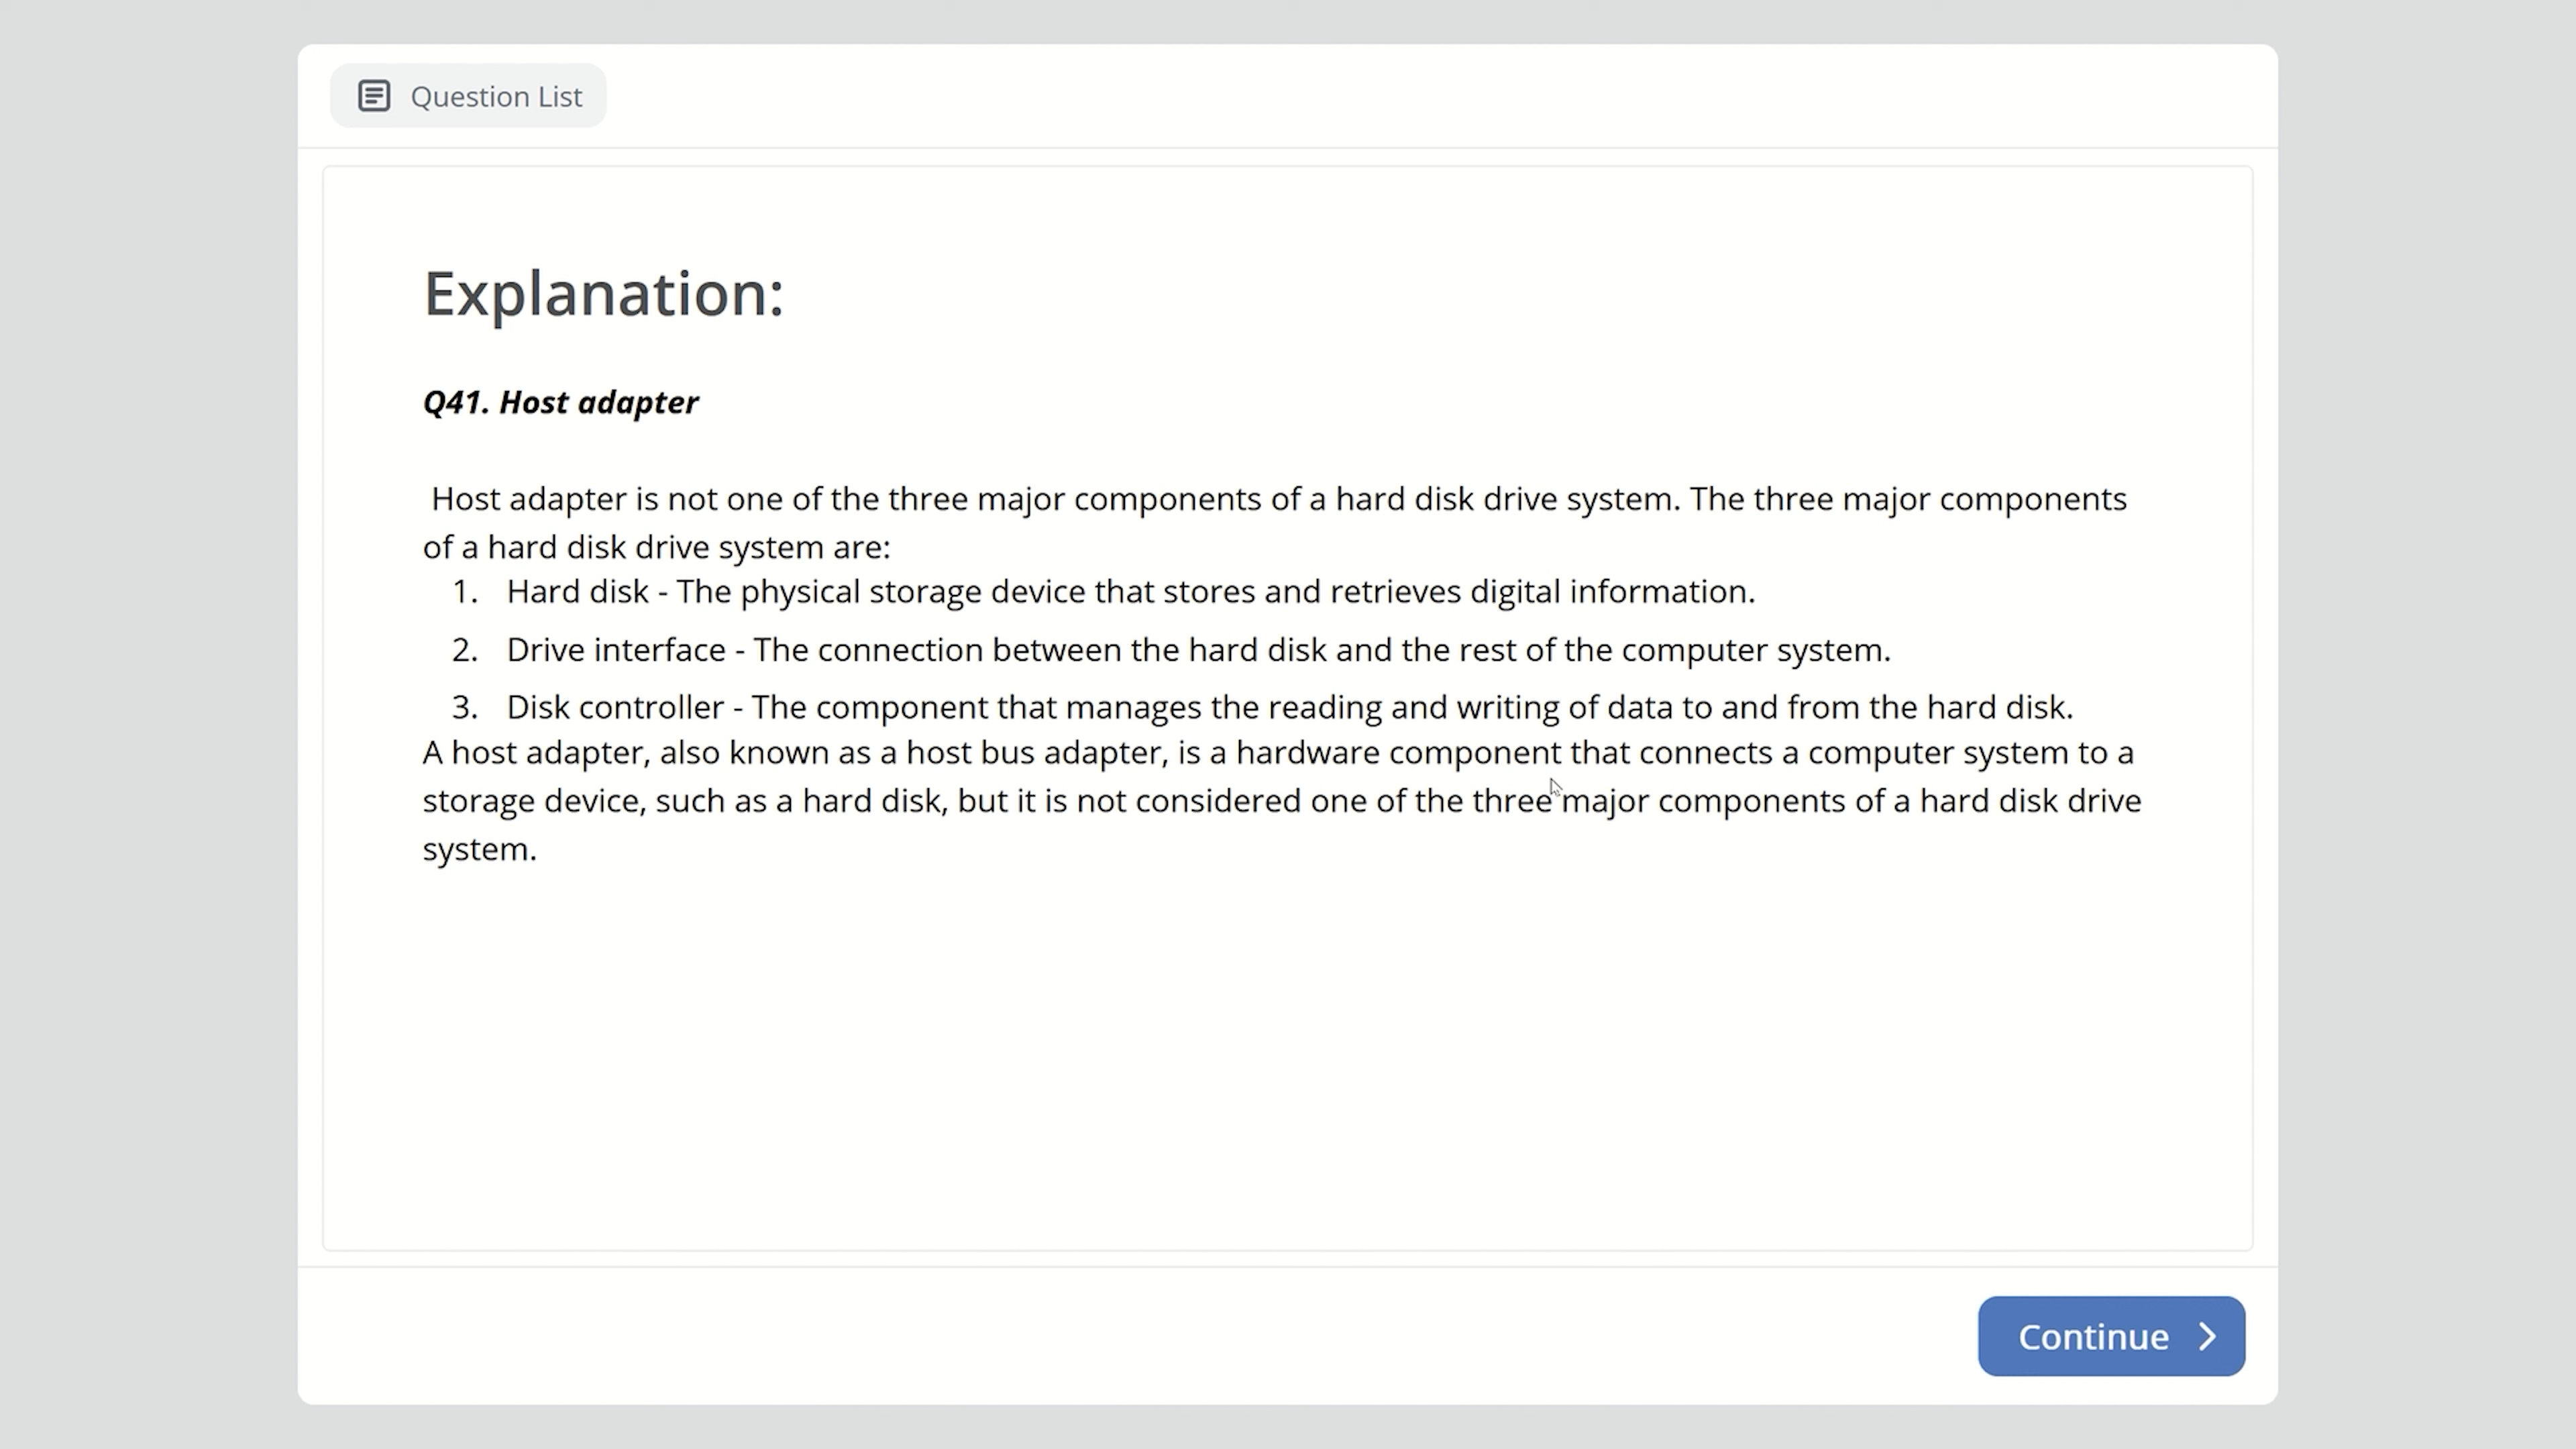 Question List
Explanation:
Q41. Host adapter
Host adapter is not one of the three major components of a hard disk drive system. The three major components
of a hard disk drive system are:
1. Hard disk - The physical storage device that stores and retrieves digital information.
2. Drive interface - The connection between the hard disk and the rest of the computer system.
3. Disk controller - The component that manages the reading and writing of data to and from the hard disk.
A host adapter, also known as a host bus adapter, is a hardware component that connects a computer system to a
storage device, such as a hard disk, but it is not considered one of the three major components of a hard disk drive
system.
Continue